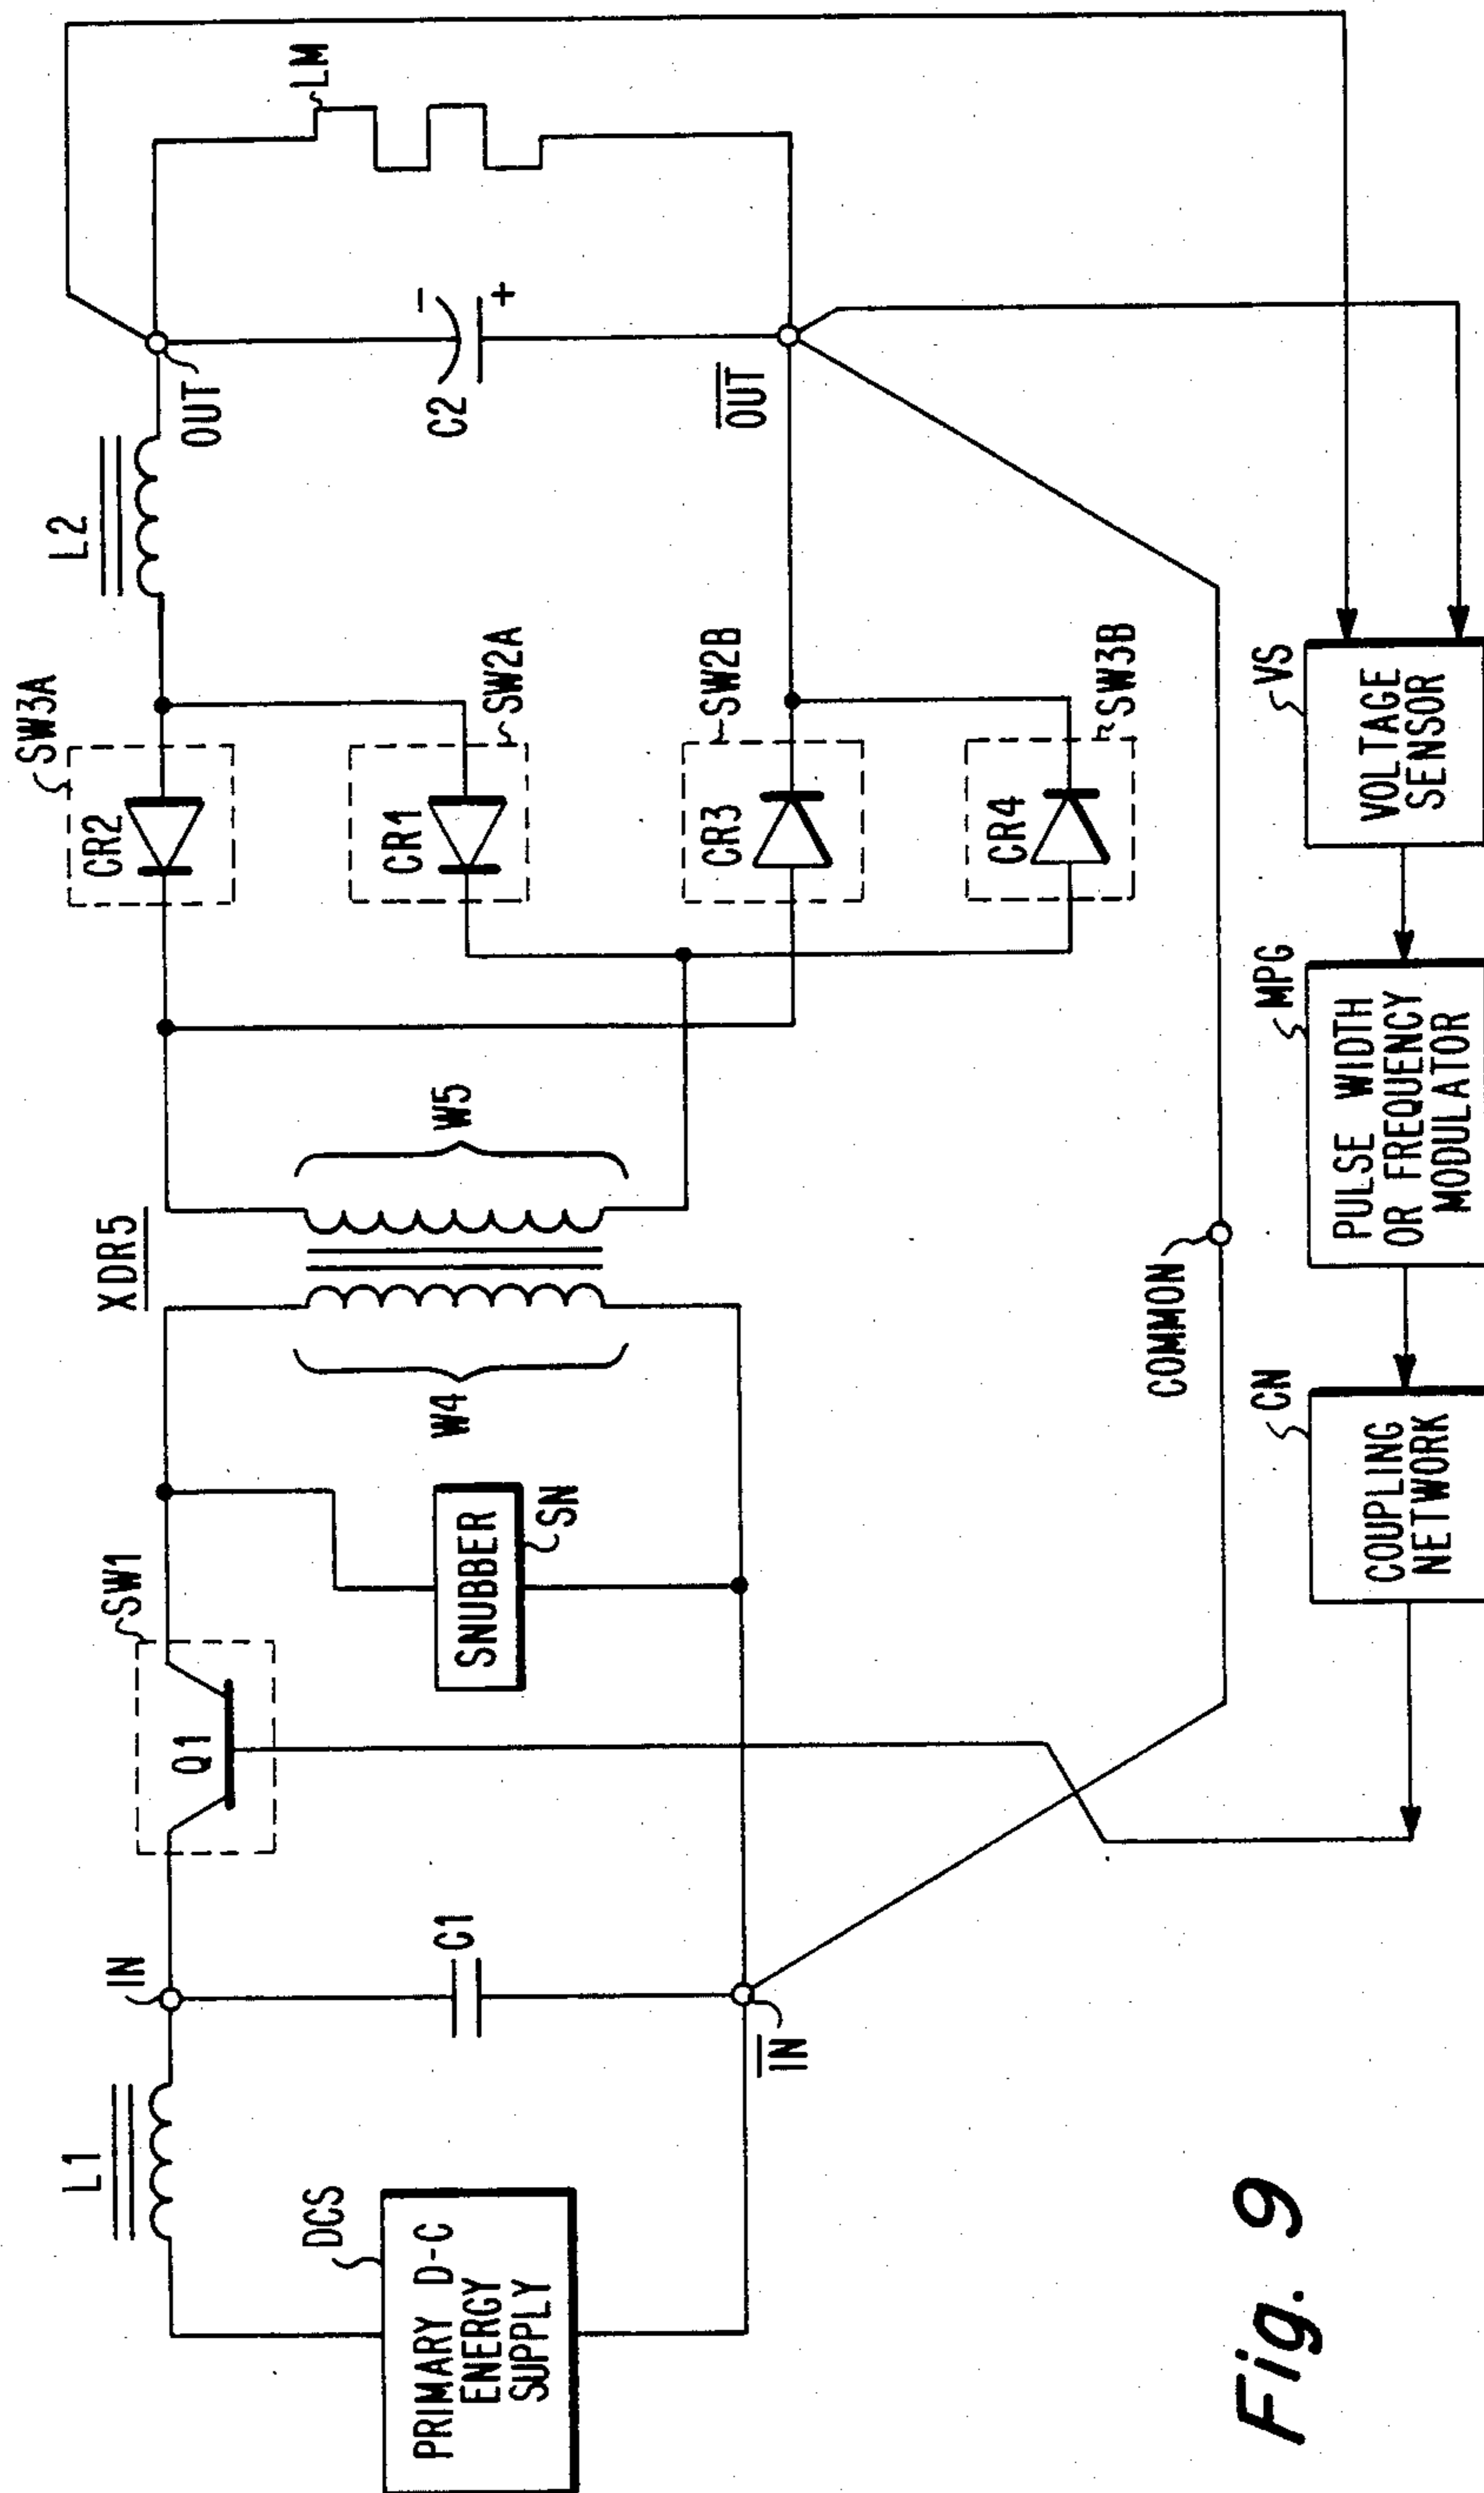 L1
DCS
PRIMARY D-C
ENERGY
SUPPLY
IN
C1
IN
SW1
Q1
SNUBBER
SN
XDR5
W4
W5
SW3A
CR2
CR1
SW2A
CR3
SW2B
CR4
SW3B
L2
OUT
C2
-
+
OUT
LM
COMMON
CN
COUPLING
NETWORK
MPG
PULSE WIDTH
OR FREQUENCY
MODULATOR
VS
VOLTAGE
SENSOR
Fig. 9